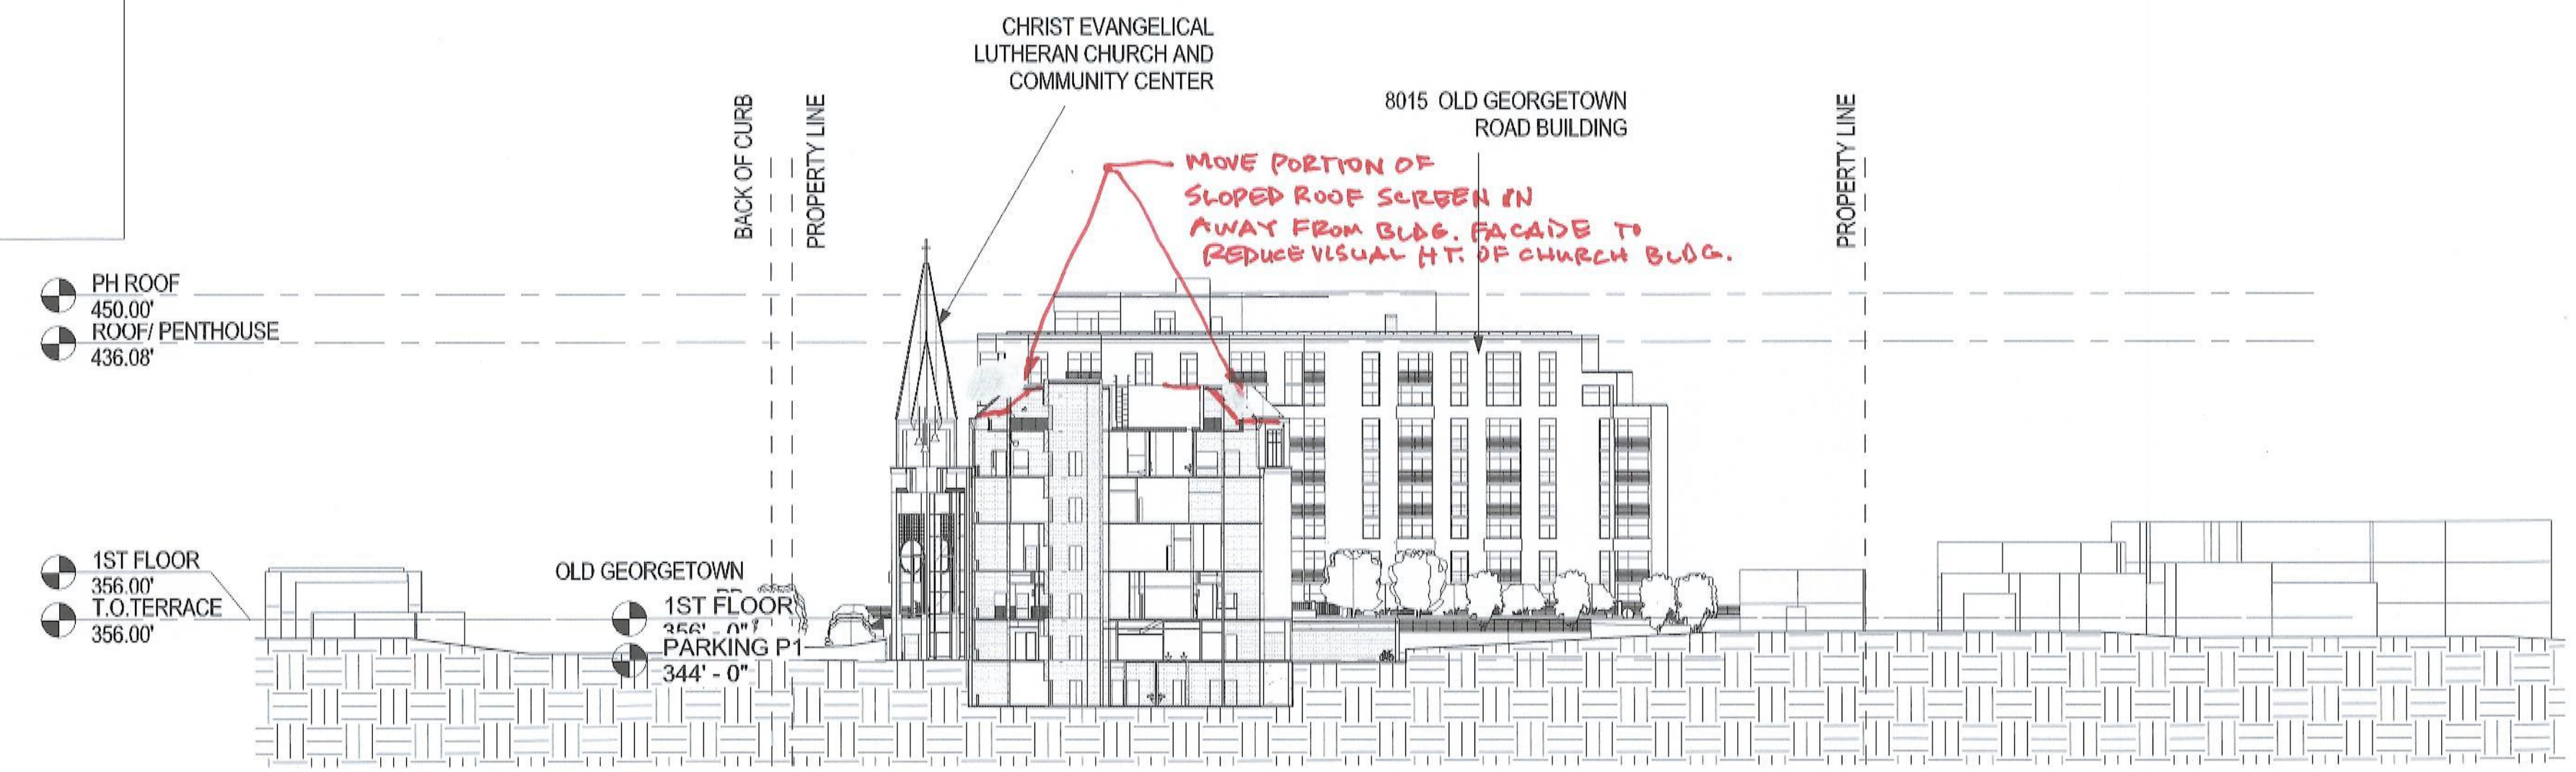 CHRIST EVANGELICAL
LUTHERAN CHURCH AND
COMMUNITY CENTER
8015 OLD GEORGETOWN
ROAD BUILDING
BACK OF CURB
PROPERTY LINE
PROPERTY LINE
MOVE PORTION OF
SLOPED ROOF SCREEN IN
AWAY FROM BLDG. FACADE TO
REDUCE VISUAL HT. OF CHURCH BLDG.
PH ROOF
450.00'
ROOF/ PENTHOUSE
436.08'
1ST FLOOR
356.00'
T.O.TERRACE
356.00'
OLD GEORGETOWN
1ST FLOOR
356' - 0"
PARKING P1
344' - 0"